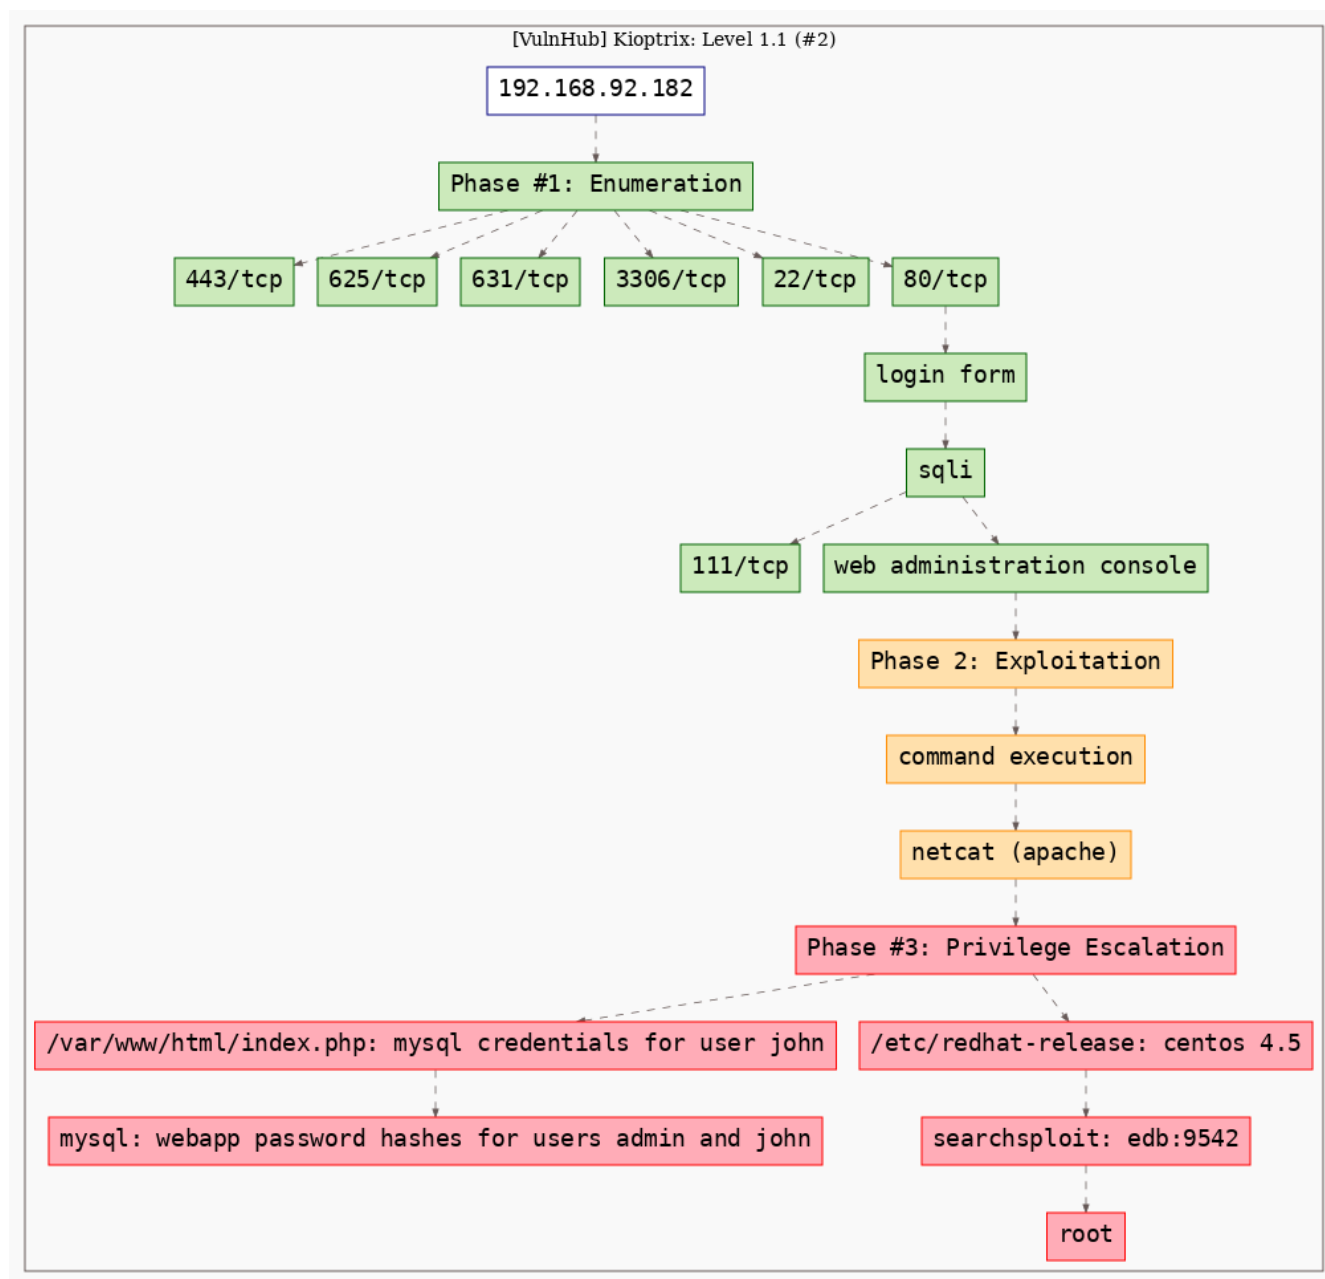 [VulnHub] Kioptrix: Level 1.1 (#2)
192.168.92.182
Phase #1: Enumeration
443/tcp
625/tcp
631/tcp
3306/tcp
22/tcp
80/tcp
login form
sqli
111/tcp
web administration console
Phase 2: Exploitation
command execution
netcat (apache)
Phase #3: Privilege Escalation
/var/www/html/index.php: mysql credentials for user john
/etc/redhat-release: centos 4.5
mysql: webapp password hashes for users admin and john
searchsploit: edb:9542
root